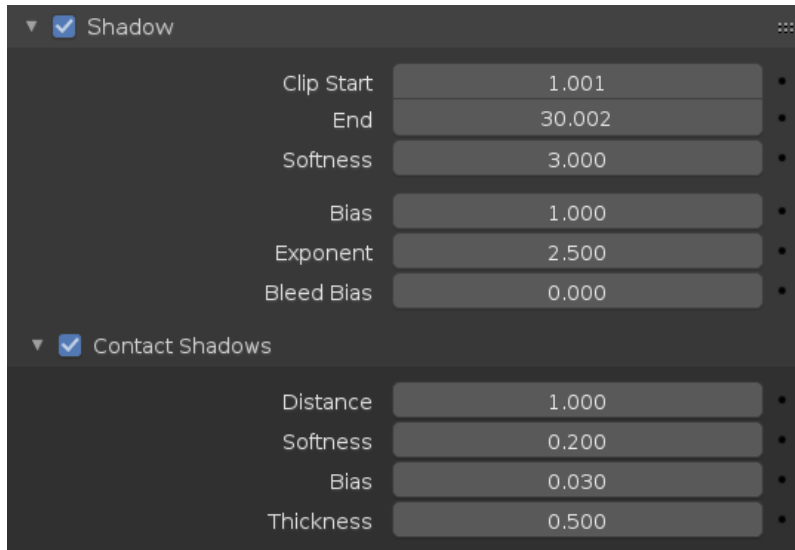 Shadow
Clip Start 1.001
End 30.002
Softness 3.000
Bias 1.000
Exponent 2.500
Bleed Bias 0.000
Contact Shadows
Distance 1.000
Softness 0.200
Bias 0.030
Thickness 0.500